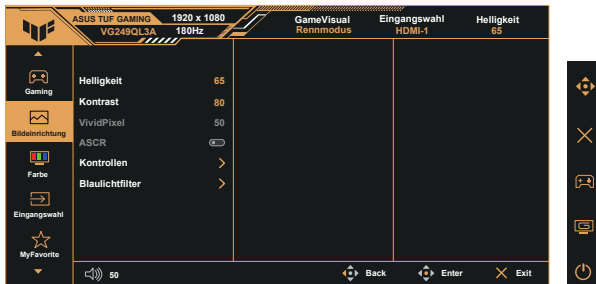 ASUS TUF GAMING 1920 x 1080
VG249QL3A 180Hz
GameVisual
Rennmodus
Eingangswahl
HDMI-1
Helligkeit
65
Gaming
Bildeinrichtung
Farbe
Eingangswahl
MyFavorite
Helligkeit 65
Kontrast 80
VividPixel 50
ASCR
Kontrollen
Blaulichtfilter
50 Back Enter Exit